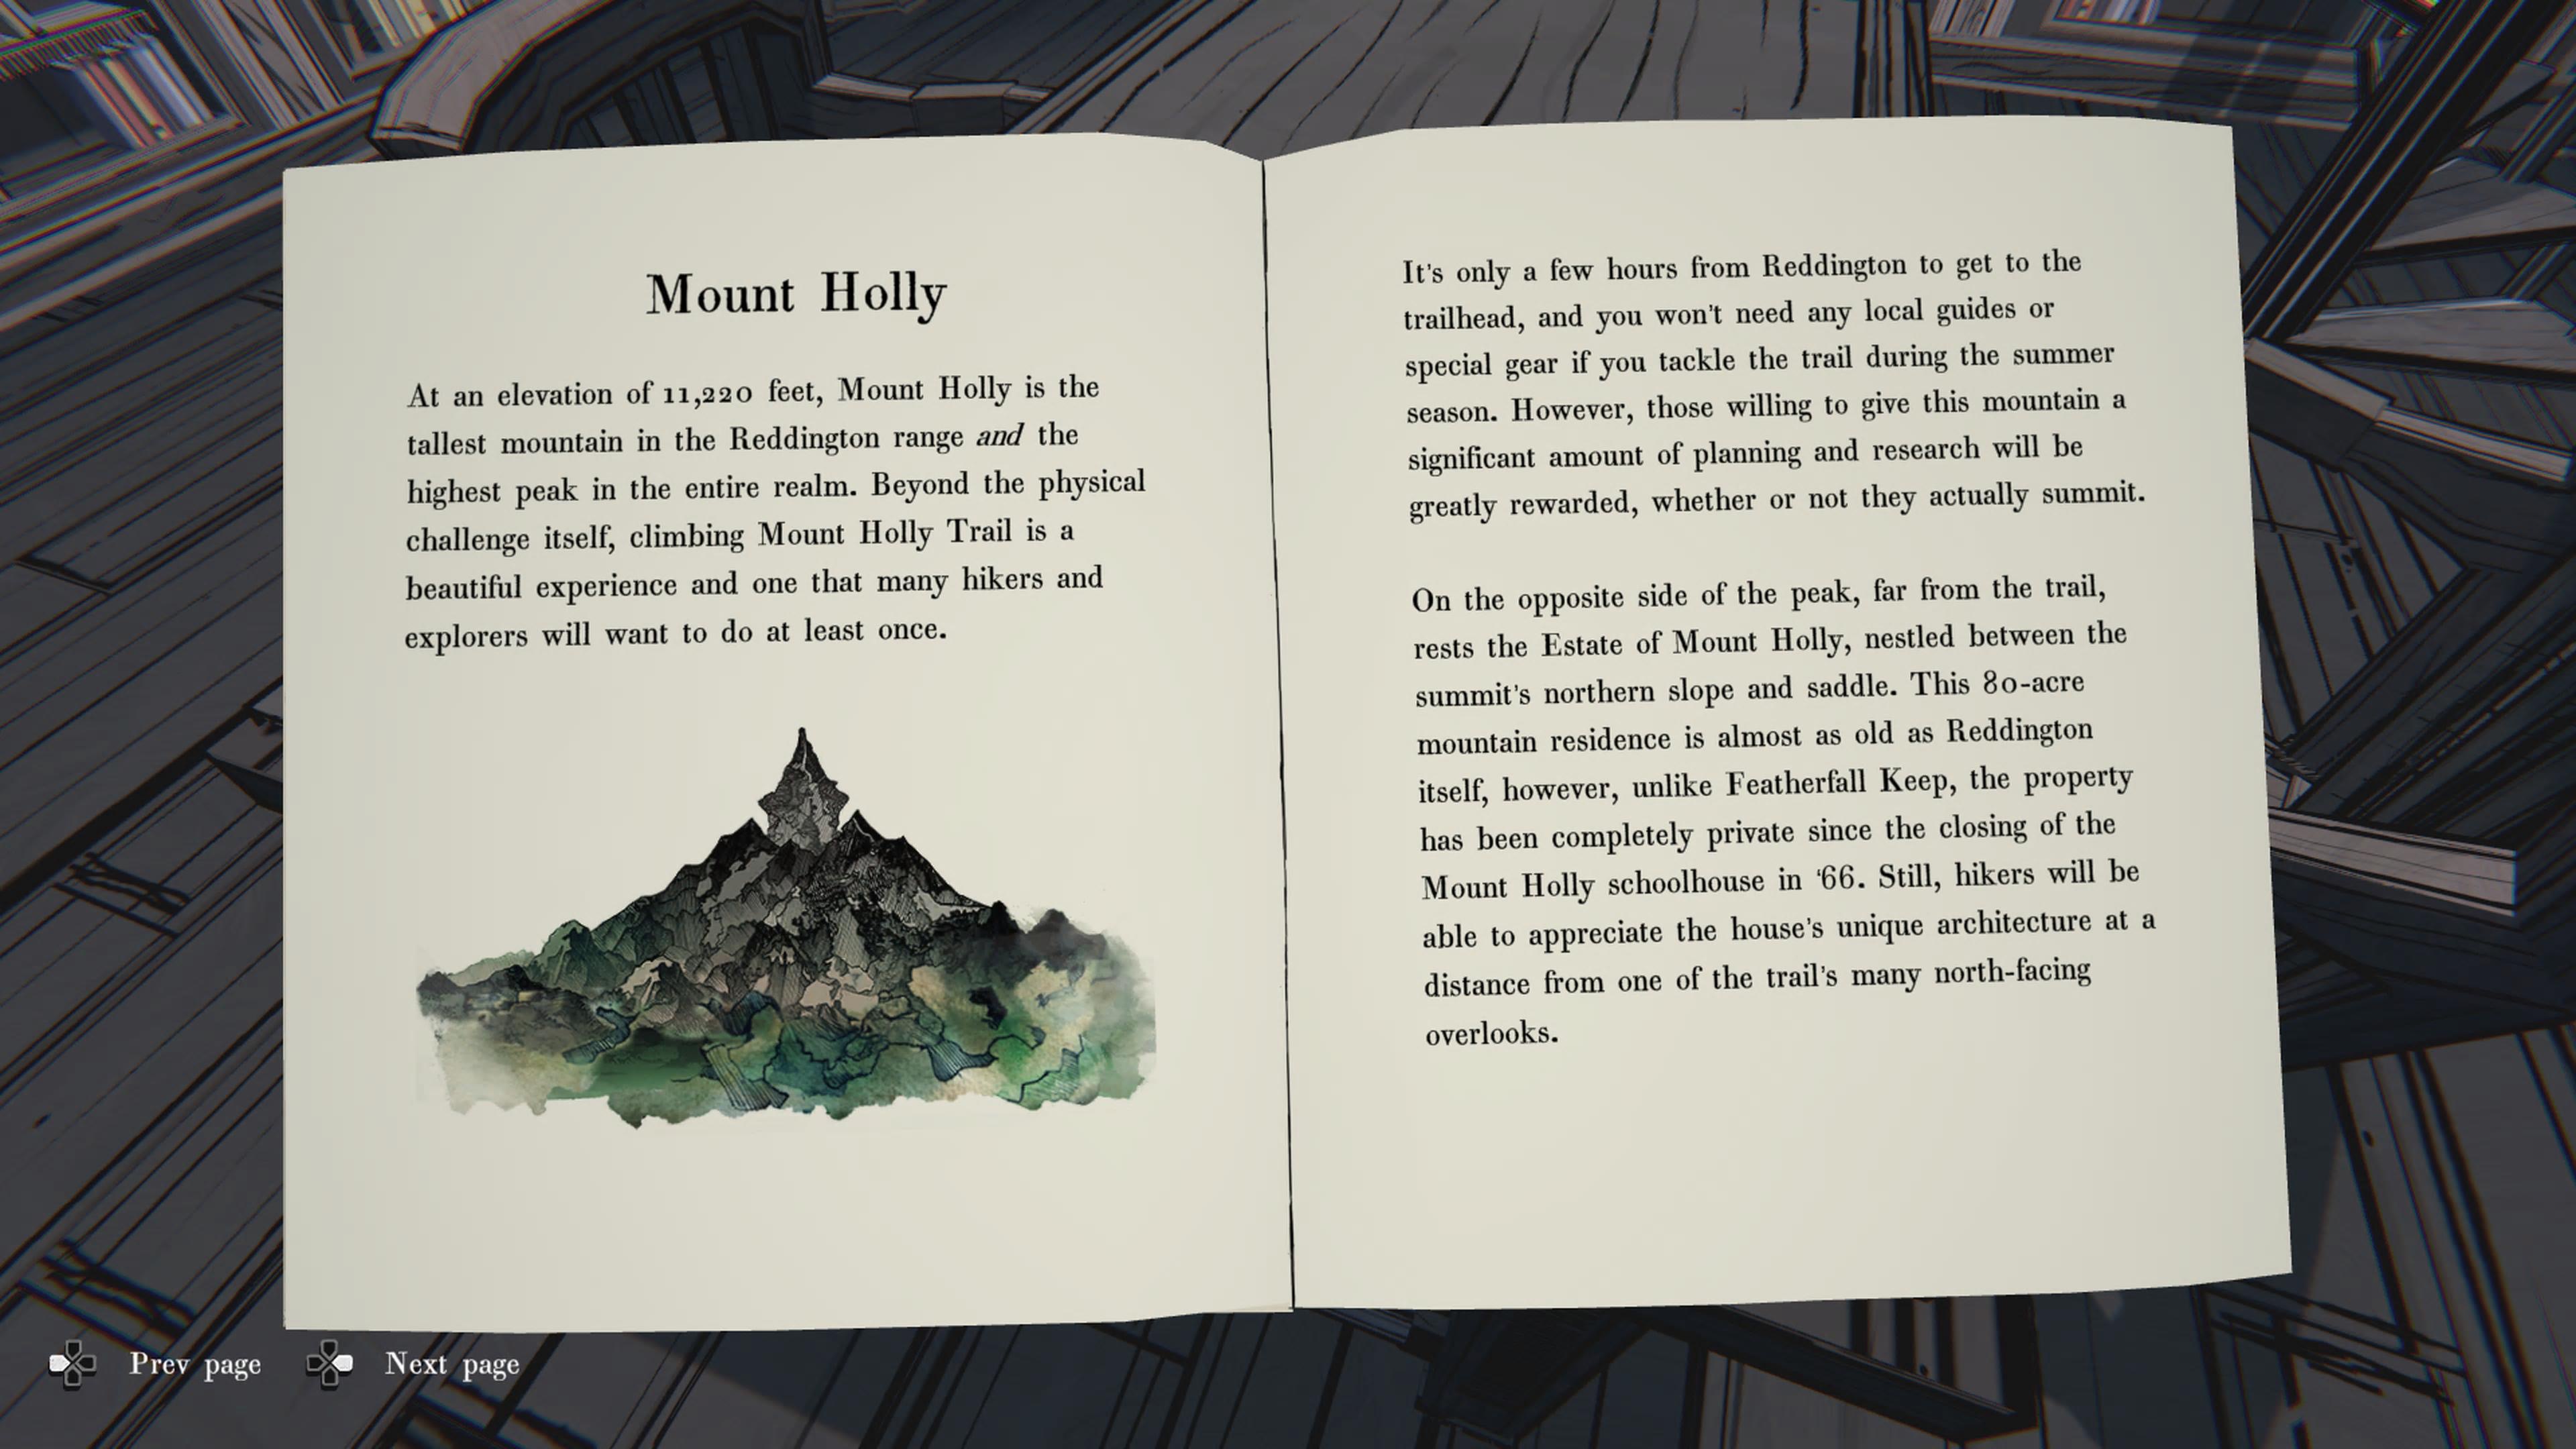 Mount Holly
At an elevation of 11,220 feet, Mount Holly is the
tallest mountain in the Reddington range and the
highest peak in the entire realm. Beyond the physical
challenge itself, climbing Mount Holly Trail is a
beautiful experience and one that many hikers and
explorers will want to do at least once.
It's only a few hours from Reddington to get to the
trailhead, and you won't need any local guides or
special gear if you tackle the trail during the summer
season. However, those willing to give this mountain a
significant amount of planning and research will be
greatly rewarded, whether or not they actually summit.
On the opposite side of the peak, far from the trail,
rests the Estate of Mount Holly, nestled between the
summit's northern slope and saddle. This 80-acre
mountain residence is almost as old as Reddington
itself, however, unlike Featherfall Keep, the property
has been completely private since the closing of the
Mount Holly schoolhouse in ‘66. Still, hikers will be
able to appreciate the house's unique architecture at a
distance from one of the trail's many north-facing
overlooks.
Prev page
Next page